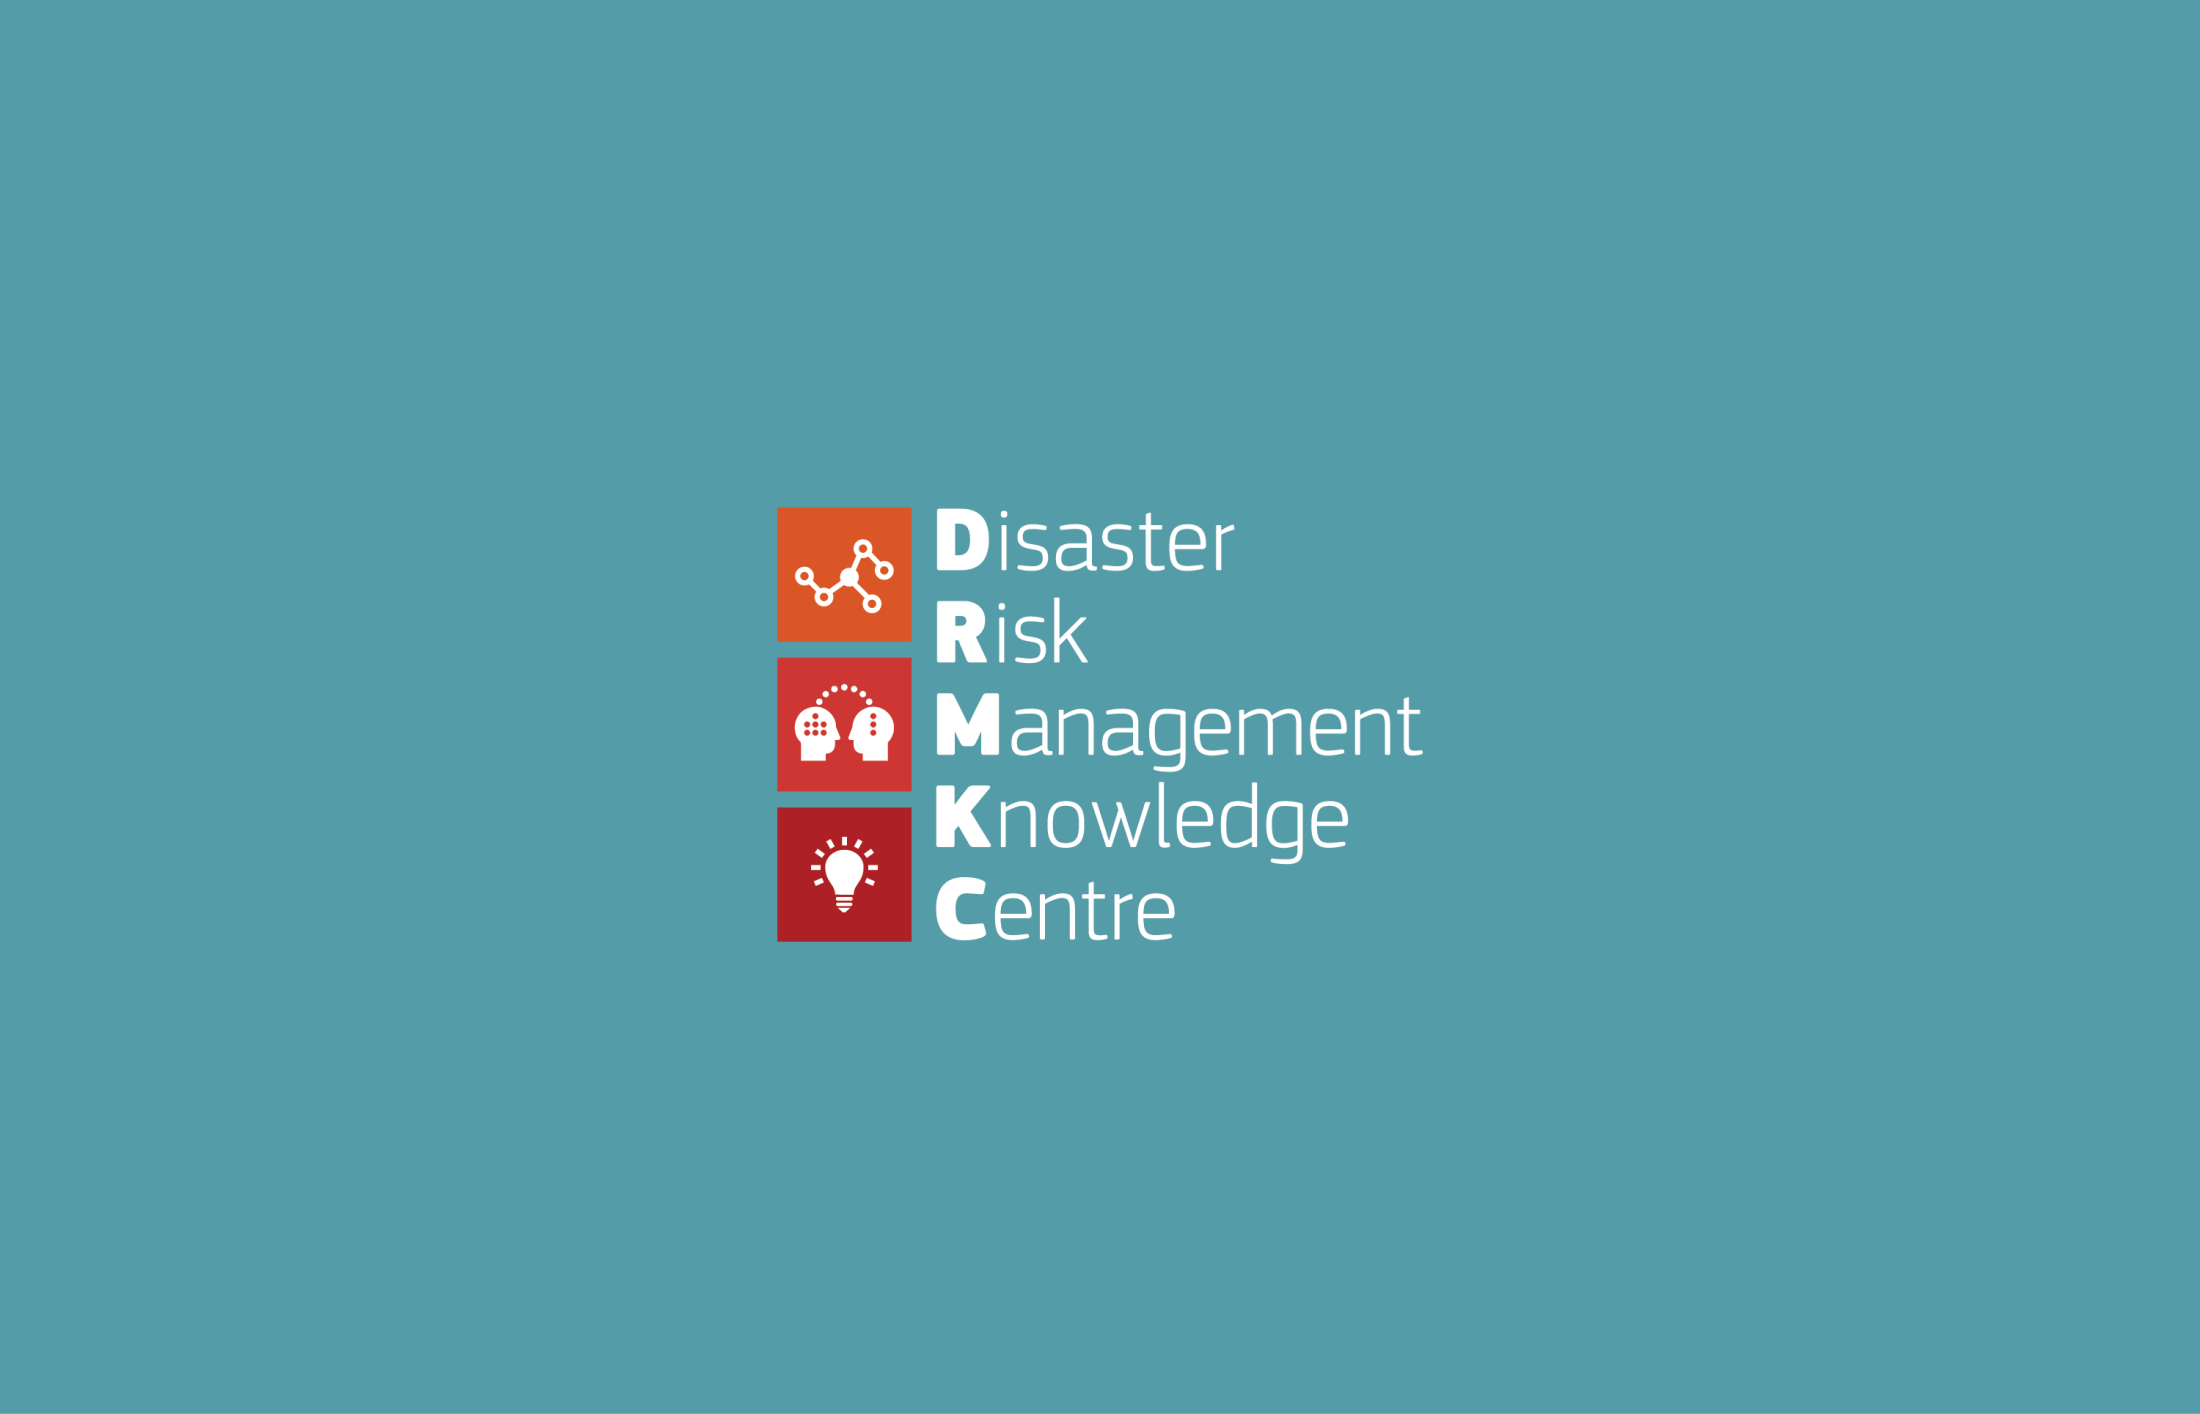 Disaster
Risk
Management
Knowledge
Centre